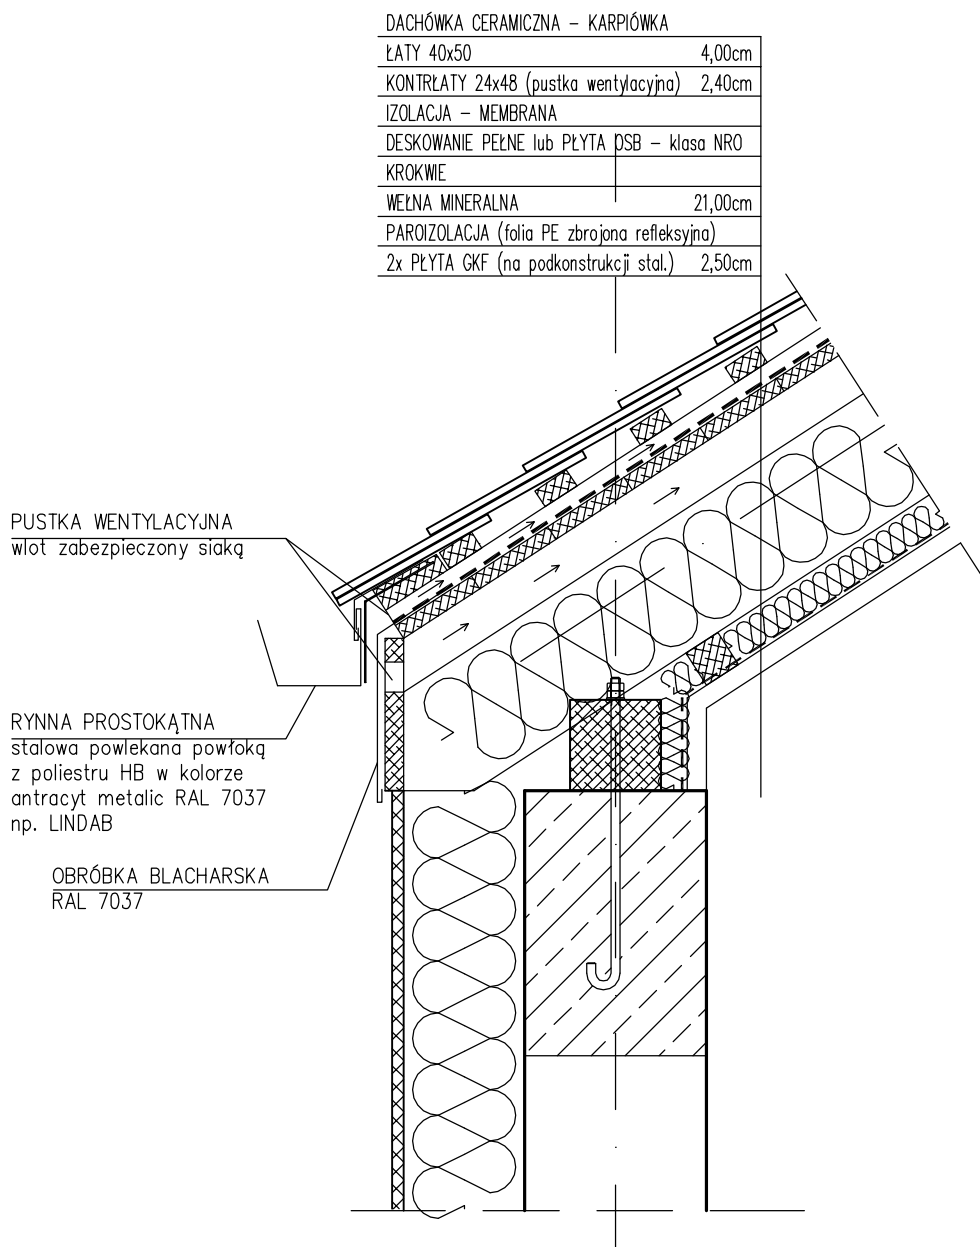 DACHÓWKA CERAMICZNA – KARPIÓWKA
ŁATY 40x50 4,00cm
KONTRŁATY 24x48 (pustka wentylacyjna) 2,40cm
IZOLACJA – MEMBRANA
DESKOWANIE PEŁNE lub PŁYTA OSB – klasa NRO
KROKWIE
WEŁNA MINERALNA 21,00cm
PAROIZOLACJA (folia PE zbrojona refleksyjna)
2x PŁYTA GKF (na podkonstrukcji stal.) 2,50cm
PUSTKA WENTYLACYJNA
wlot zabezpieczony siaką
RYNNA PROSTOKĄTNA
stalowa powlekana powłoką
z poliestru HB w kolorze
antracyt metalic RAL 7037
np. LINDAB
OBRÓBKA BLACHARSKA
RAL 7037